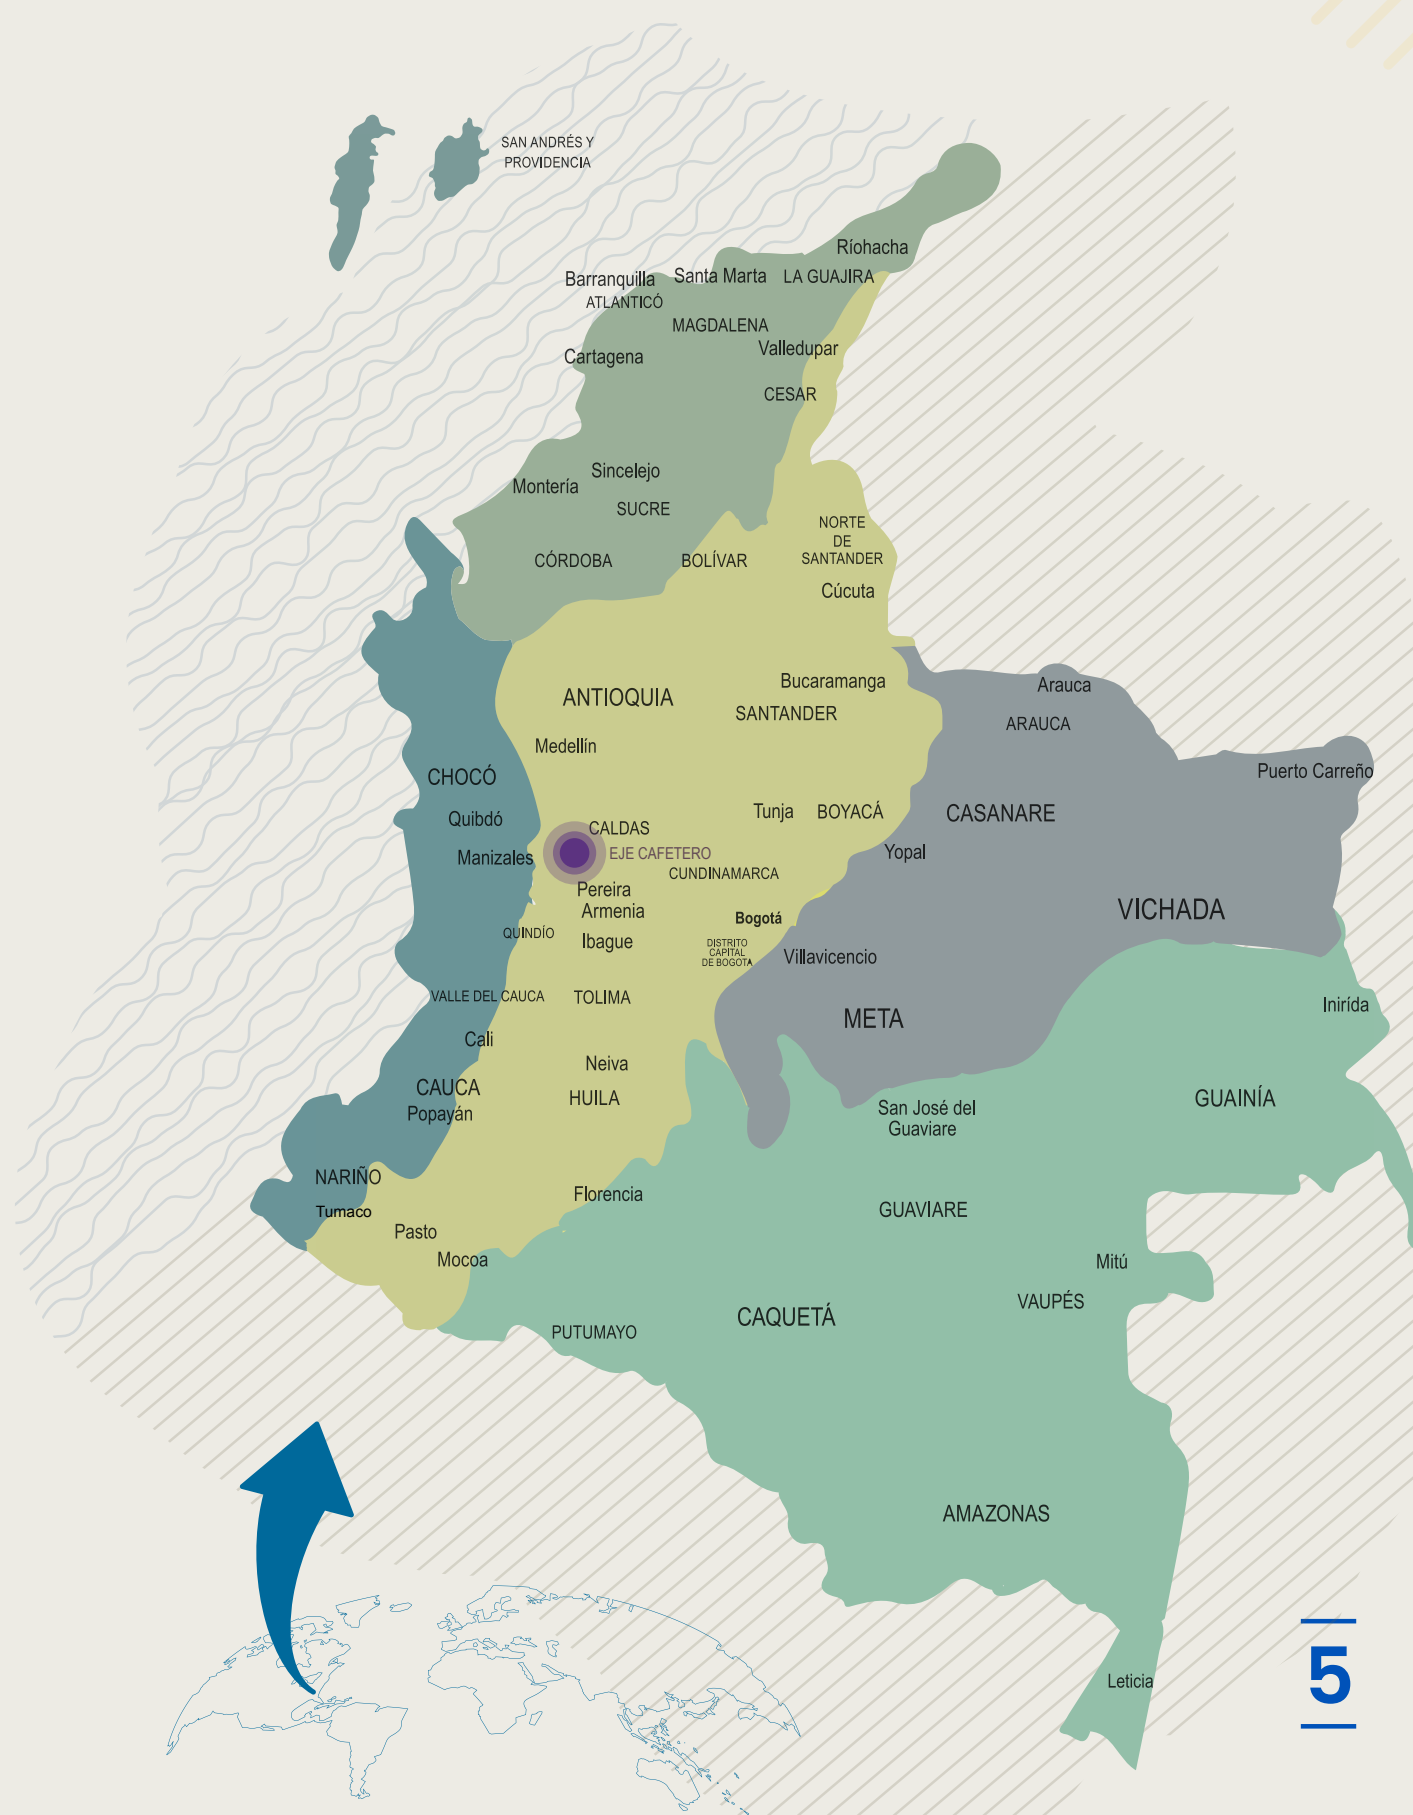 SAN ANDRÉS Y
PROVIDENCIA
Ríohacha
Barranquilla
Santa Marta
LA GUAJIRA
ATLANTICÓ
MAGDALENA
Valledupar
Cartagena
CESAR
Sincelejo
Montería
SUCRE
NORTE
DE
SANTANDER
CÓRDOBA
BOLÍVAR
Cúcuta
Bucaramanga
Arauca
ANTIOQUIA
SANTANDER
ARAUCA
Medellín
CHOCÓ
Puerto Carreño
Quibdó
Tunja
BOYACÁ
CASANARE
CALDAS
Manizales
EJE CAFETERO
Yopal
CUNDINAMARCA
Pereira
Armenia
Bogotá
VICHADA
QUINDÍO
Ibague
DISTRITO
CAPITAL
DE BOGOTA
Villavicencio
VALLE DEL CAUCA
TOLIMA
Inirída
META
Cali
Neiva
CAUCA
HUILA
GUAINÍA
Popayán
San José del
Guaviare
NARIÑO
Florencia
Tumaco
GUAVIARE
Pasto
Mocoa
Mitú
VAUPÉS
CAQUETÁ
PUTUMAYO
AMAZONAS
Leticia
5